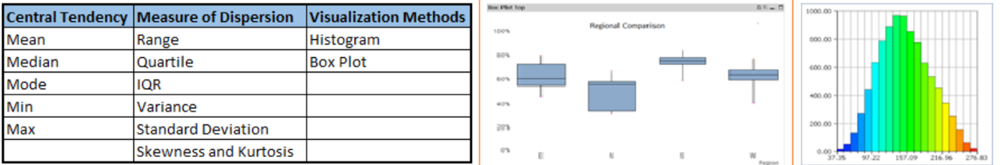 Central Tendency Measure of Dispersion Visualization Methods
Mean Range Histogram
Median Quartile Box Plot
Mode IQR
Min Variance
Max Standard Deviation
Skewness and Kurtosis
Box Plot Top
Regional Comparison
100%
80%
60%
40%
20%
0%
E
N
S
W
Region
1000.00
800.00
600.00
400.00
200.00
0.00
37.35 97.22 157.09 216.96 276.83